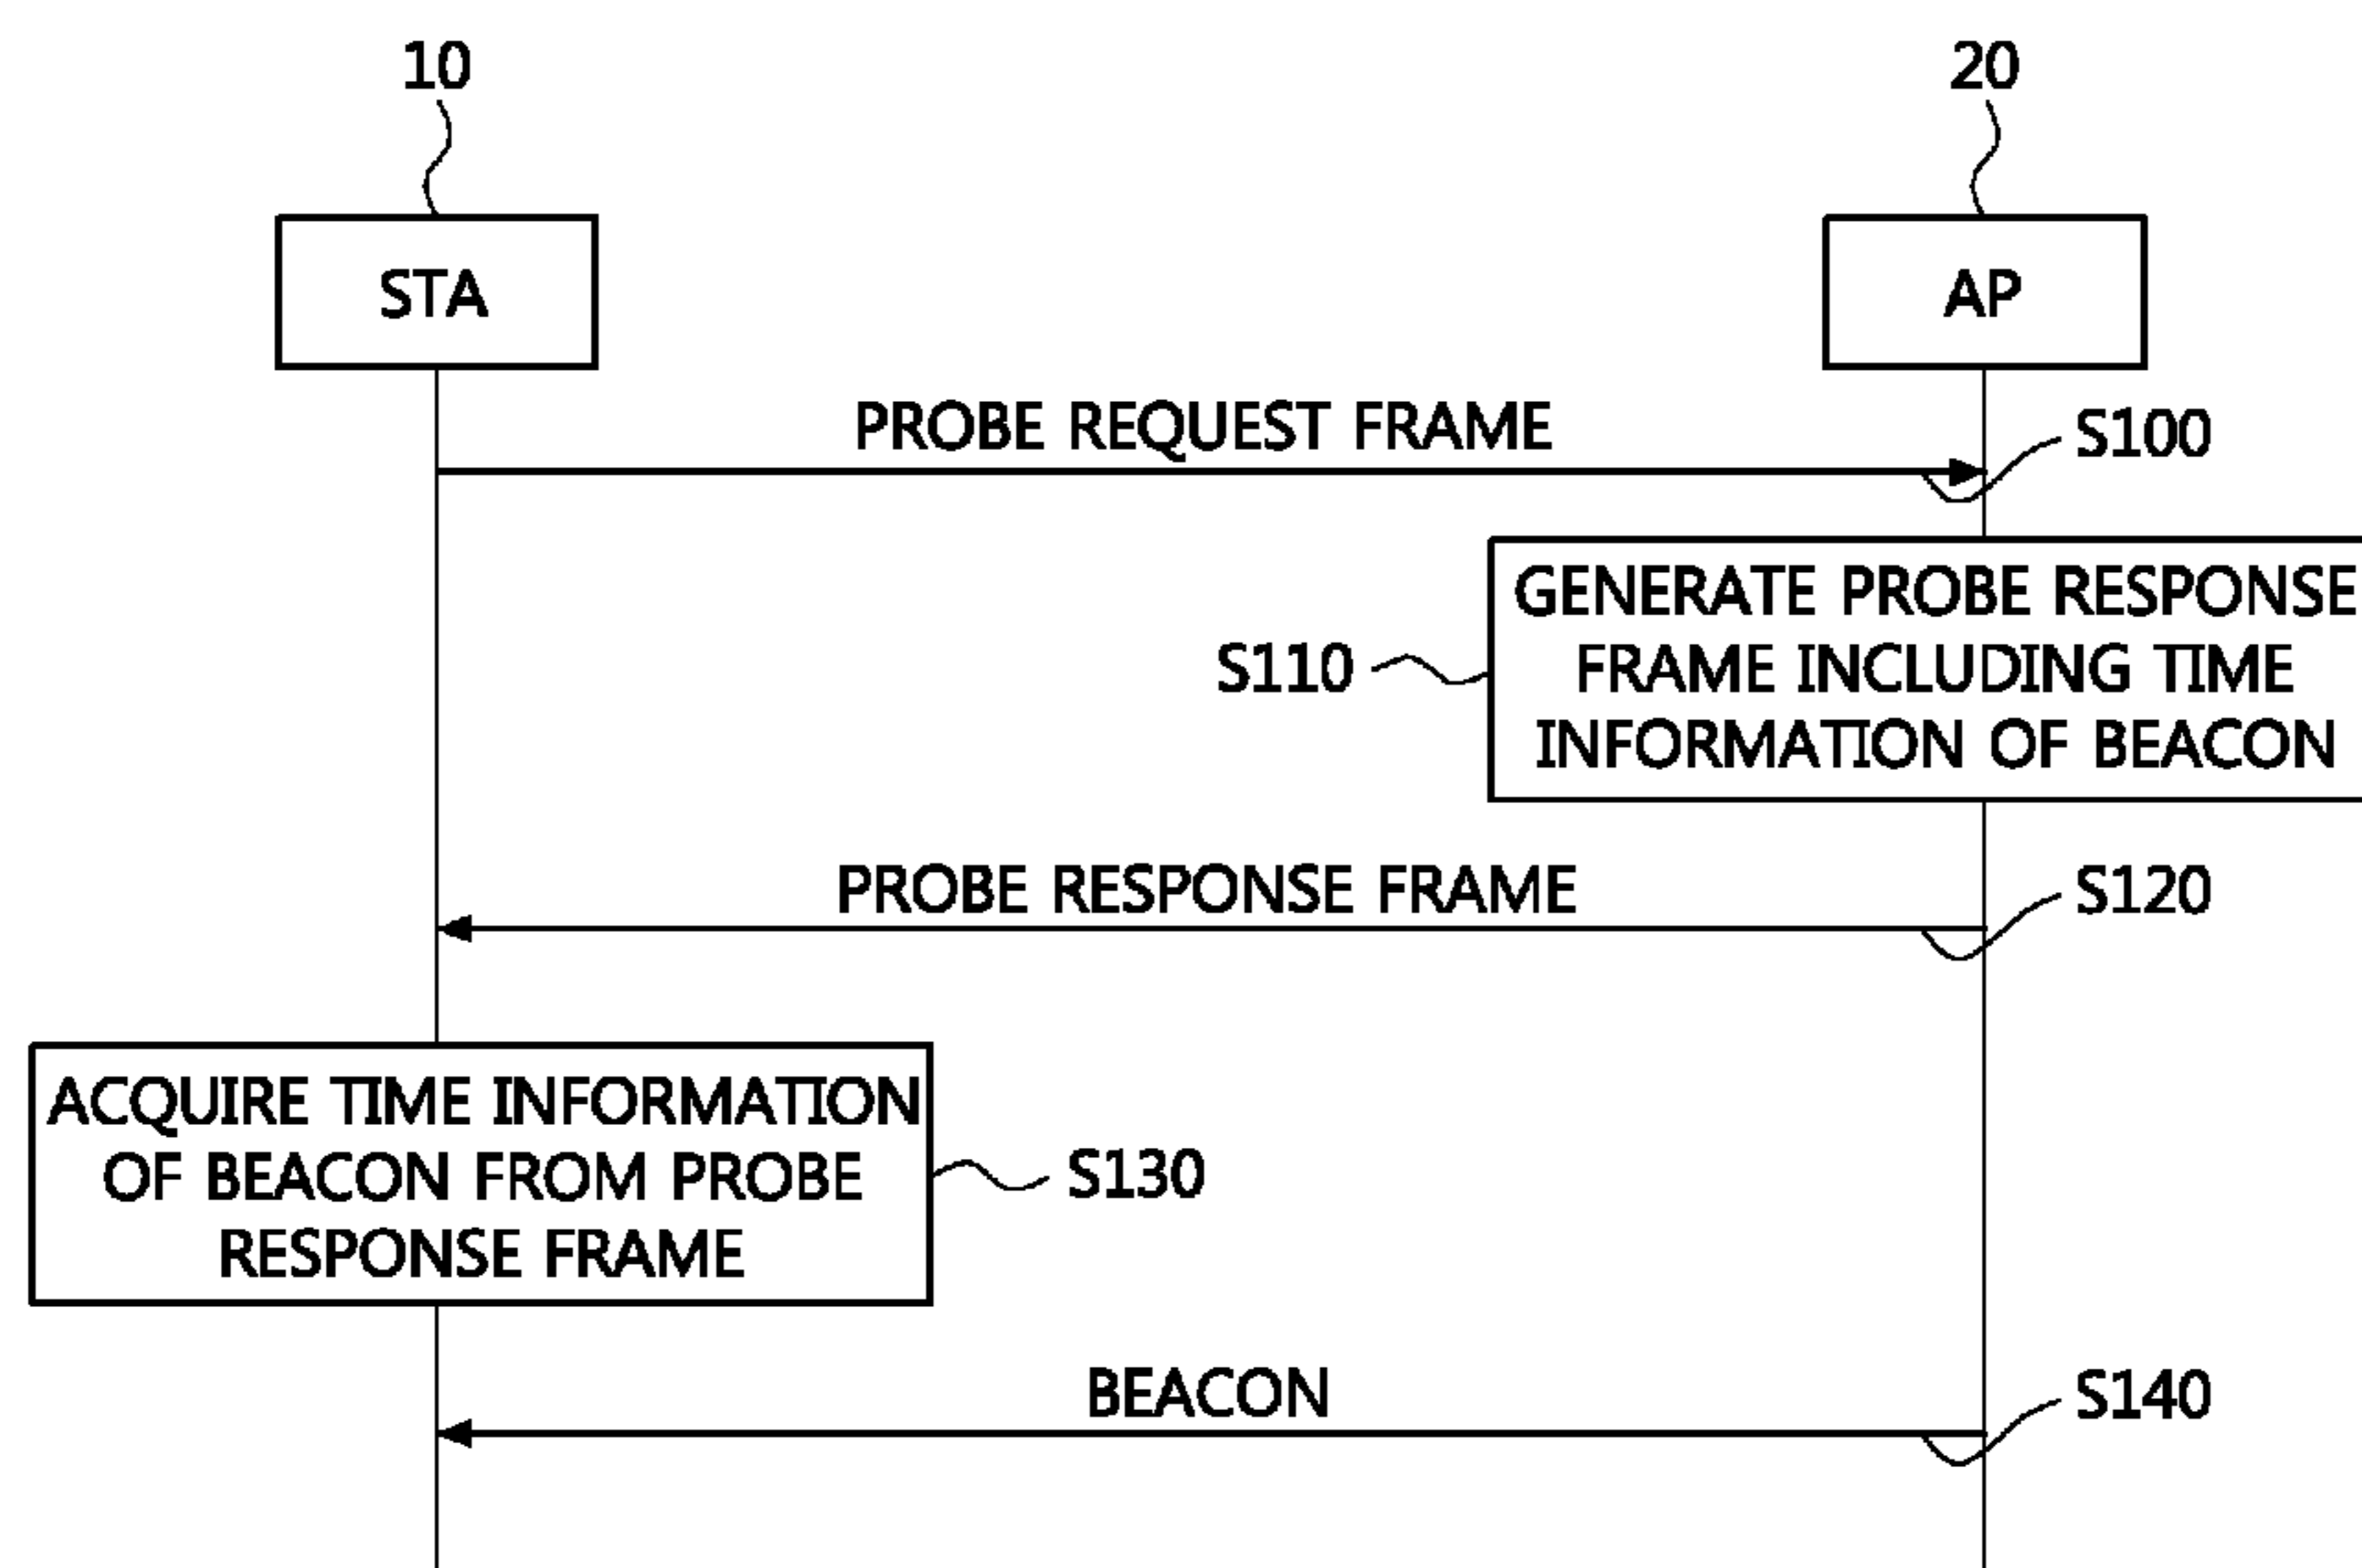 10
20
STA
AP
PROBE REQUEST FRAME
S100
GENERATE PROBE RESPONSE
FRAME INCLUDING TIME
INFORMATION OF BEACON
S110
PROBE RESPONSE FRAME
S120
ACQUIRE TIME INFORMATION
OF BEACON FROM PROBE
RESPONSE FRAME
S130
BEACON
S140